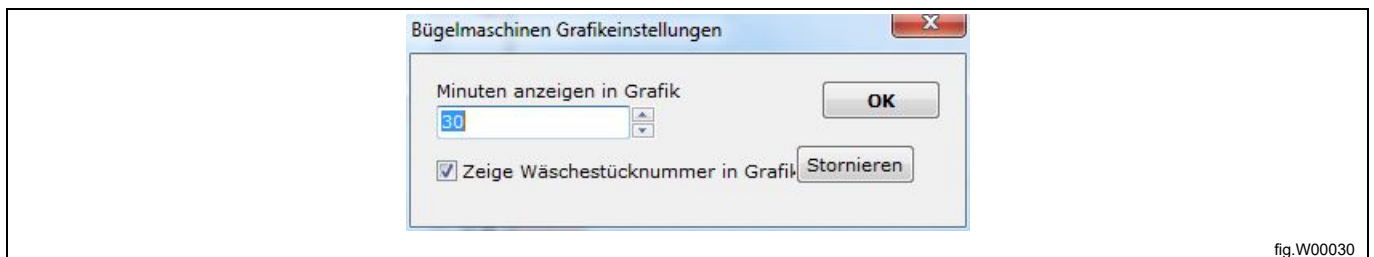 Bügelmaschinen Grafikeinstellungen
Minuten anzeigen in Grafik
OK
30
Zeige Wäschestücknummer in Grafik
Stornieren
fig.W00030